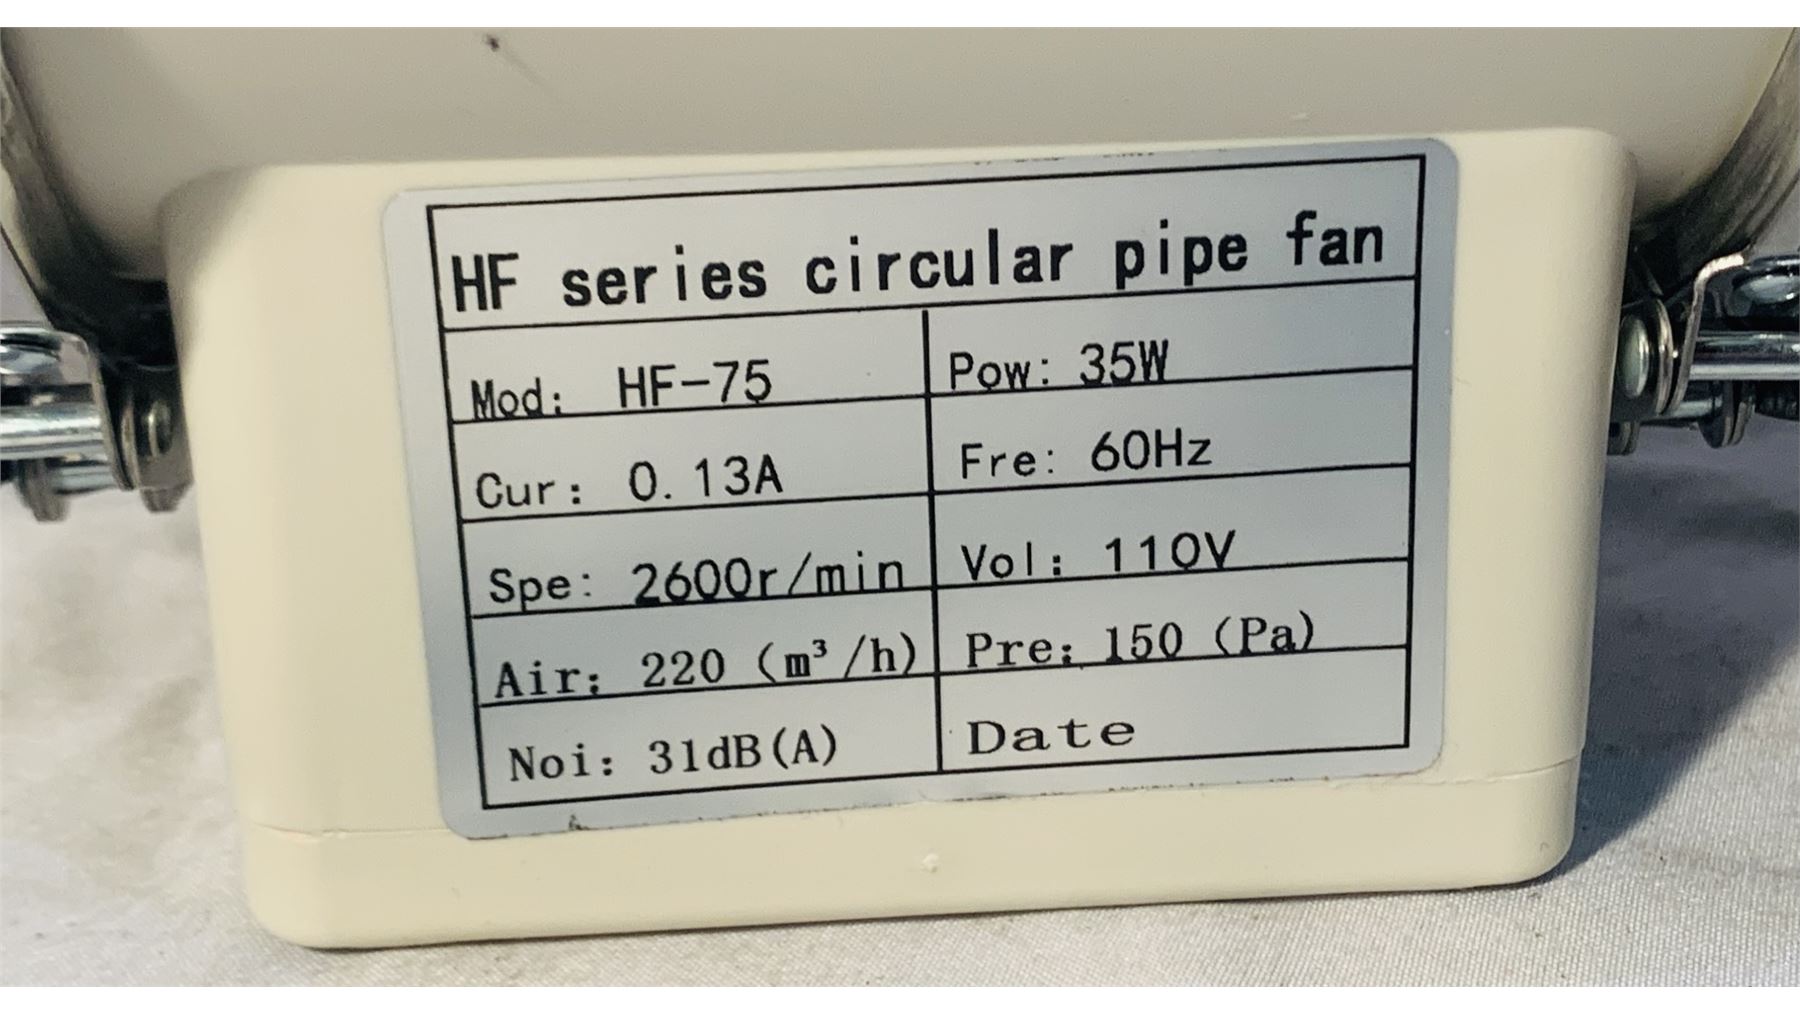 HF series circular pipe fan
Mod: HF-75 Pow: 35W
Cur: 0.13A Fre: 60Hz
Spe: 2600r/min Vol: 110V
Air: 220 (m³/h) Pre: 150 (Pa)
Noi: 31dB(A) Date